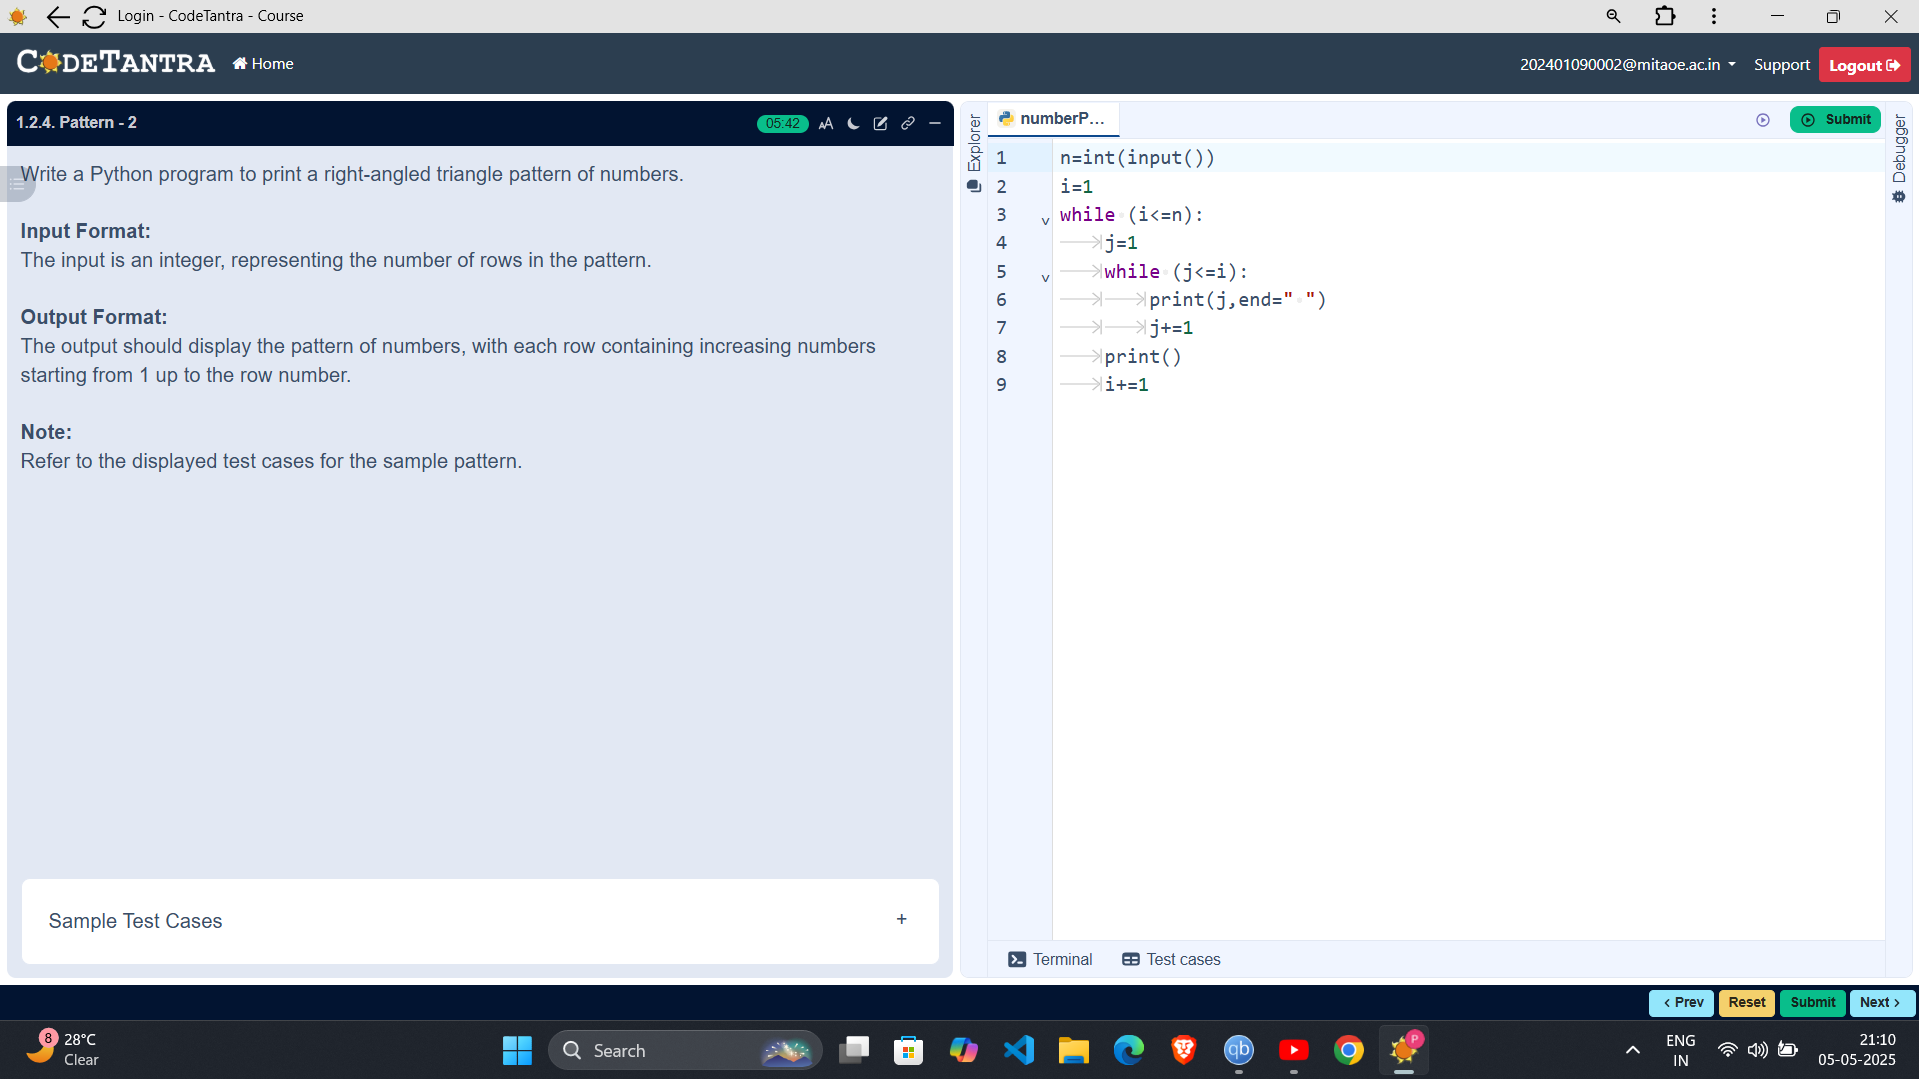 Login - CodeTantra - Course
CODETANTRA
Home
202401090002@mitaoe.ac.in
Support
Logout
1.2.4. Pattern - 2
05:42
AA
Write a Python program to print a right-angled triangle pattern of numbers.
Input Format:
The input is an integer, representing the number of rows in the pattern.
Output Format:
The output should display the pattern of numbers, with each row containing increasing numbers
starting from 1 up to the row number.
Note:
Refer to the displayed test cases for the sample pattern.
Sample Test Cases
+
Explorer
numberP...
Submit
Debugger
1 n=int(input())
2 i=1
3 while (i<=n):
4 j=1
5 while (j<=i):
6 print(j,end=" ")
7 j+=1
8 print()
9 i+=1
Terminal
Test cases
< Prev
Reset
Submit
Next >
8
28°C
Clear
Search
qb
P
ENG
IN
21:10
05-05-2025